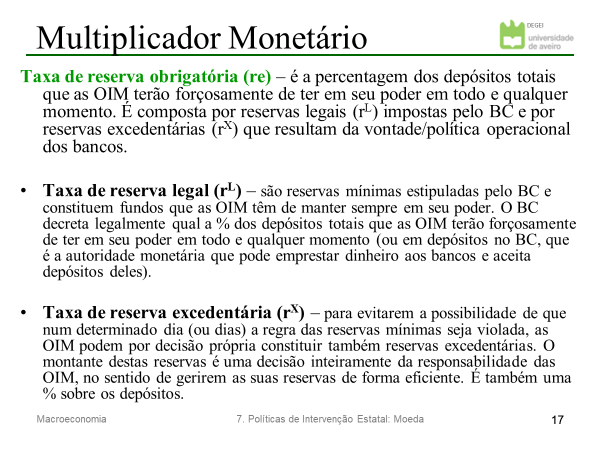 Multiplicador Monetário
DEGEI
universidade
de aveiro
Taxa de reserva obrigatória (re) – é a percentagem dos depósitos totais
que as OIM terão forçosamente de ter em seu poder em todo e qualquer
momento. É composta por reservas legais (rL) impostas pelo BC e por
reservas excedentárias (rX) que resultam da vontade/política operacional
dos bancos.
• Taxa de reserva legal (rL) – são reservas mínimas estipuladas pelo BC e
constituem fundos que as OIM têm de manter sempre em seu poder. O BC
decreta legalmente qual a % dos depósitos totais que as OIM terão forçosamente
de ter em seu poder em todo e qualquer momento (ou em depósitos no BC, que
é a autoridade monetária que pode emprestar dinheiro aos bancos e aceita
depósitos deles).
• Taxa de reserva excedentária (rX) – para evitarem a possibilidade de que
num determinado dia (ou dias) a regra das reservas mínimas seja violada, as
OIM podem por decisão própria constituir também reservas excedentárias. O
montante destas reservas é uma decisão inteiramente da responsabilidade das
OIM, no sentido de gerirem as suas reservas de forma eficiente. É também uma
% sobre os depósitos.
Macroeconomia 7. Políticas de Intervenção Estatal: Moeda 17